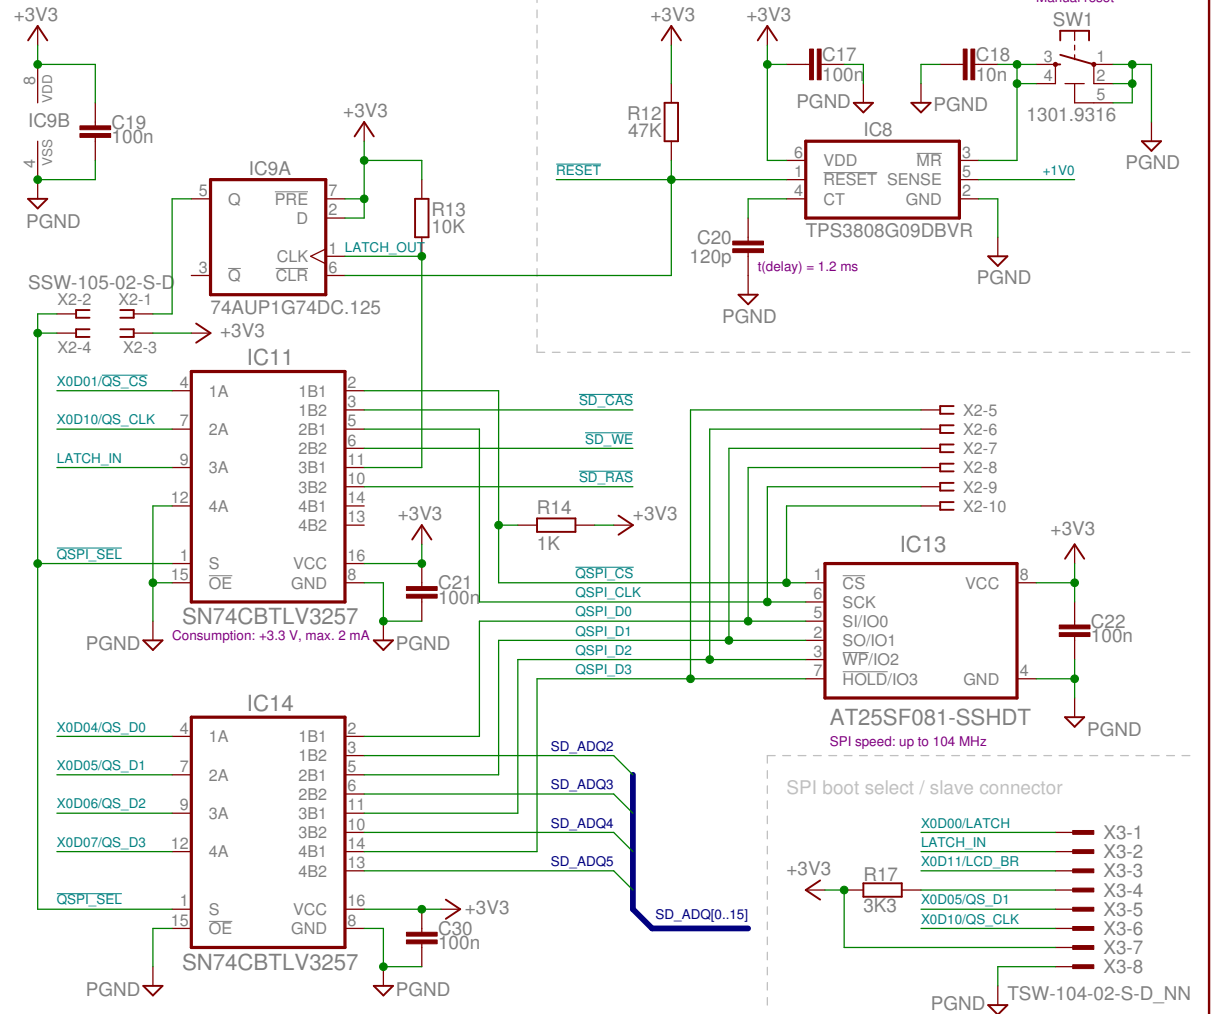 Manual reset
+3V3
+3V3
+3V3
SW1
8
VDD
IC9B
4
VSS
C19
100n
PGND
+3V3
IC9A
5
Q
PRE
7
D
2
CLK
1
LATCH_OUT
3
Q
CLR
6
74AUP1G74DC.125
R13
10K
R12
47K
C17
100n
PGND
C18
10n
PGND
3
4
1
2
5
1301.9316
PGND
IC8
6
VDD
MR
3
RESET
1
RESET
SENSE
5
+1V0
4
CT
GND
2
TPS3808G09DBVR
C20
120p
t(delay) = 1.2 ms
PGND
PGND
SSW-105-02-S-D
X2-2
X2-1
X2-4
X2-3
+3V3
IC11
X0D01/QS_CS
4
1A
1B1
2
1B2
3
SD_CAS
X0D10/QS_CLK
7
2A
2B1
5
2B2
6
SD_WE
LATCH_IN
9
3A
3B1
11
3B2
10
SD_RAS
12
4A
4B1
14
4B2
13
QSPI_SEL
1
S
VCC
16
15
OE
GND
8
SN74CBTLV3257
Consumption: +3.3 V, max. 2 mA
PGND
PGND
+3V3
C21
100n
R14
1K
+3V3
X2-5
X2-6
X2-7
X2-8
X2-9
X2-10
IC13
+3V3
QSPI_CS
1
CS
VCC
8
QSPI_CLK
6
SCK
QSPI_D0
5
SI/IO0
QSPI_D1
2
SO/IO1
QSPI_D2
3
WP/IO2
QSPI_D3
7
HOLD/IO3
GND
4
C22
100n
PGND
AT25SF081-SSHDT
SPI speed: up to 104 MHz
IC14
X0D04/QS_D0
4
1A
1B1
2
1B2
3
SD_ADQ2
X0D05/QS_D1
7
2A
2B1
5
2B2
6
SD_ADQ3
X0D06/QS_D2
9
3A
3B1
11
3B2
10
SD_ADQ4
X0D07/QS_D3
12
4A
4B1
14
4B2
13
SD_ADQ5
QSPI_SEL
1
S
VCC
16
+3V3
15
OE
GND
8
C30
100n
SN74CBTLV3257
PGND
PGND
SD_ADQ[0..15]
SPI boot select / slave connector
X0D00/LATCH
X3-1
LATCH_IN
X3-2
X0D11/LCD_BR
X3-3
+3V3
R17
3K3
X3-4
X0D05/QS_D1
X3-5
X0D10/QS_CLK
X3-6
X3-7
X3-8
PGND
TSW-104-02-S-D_NN